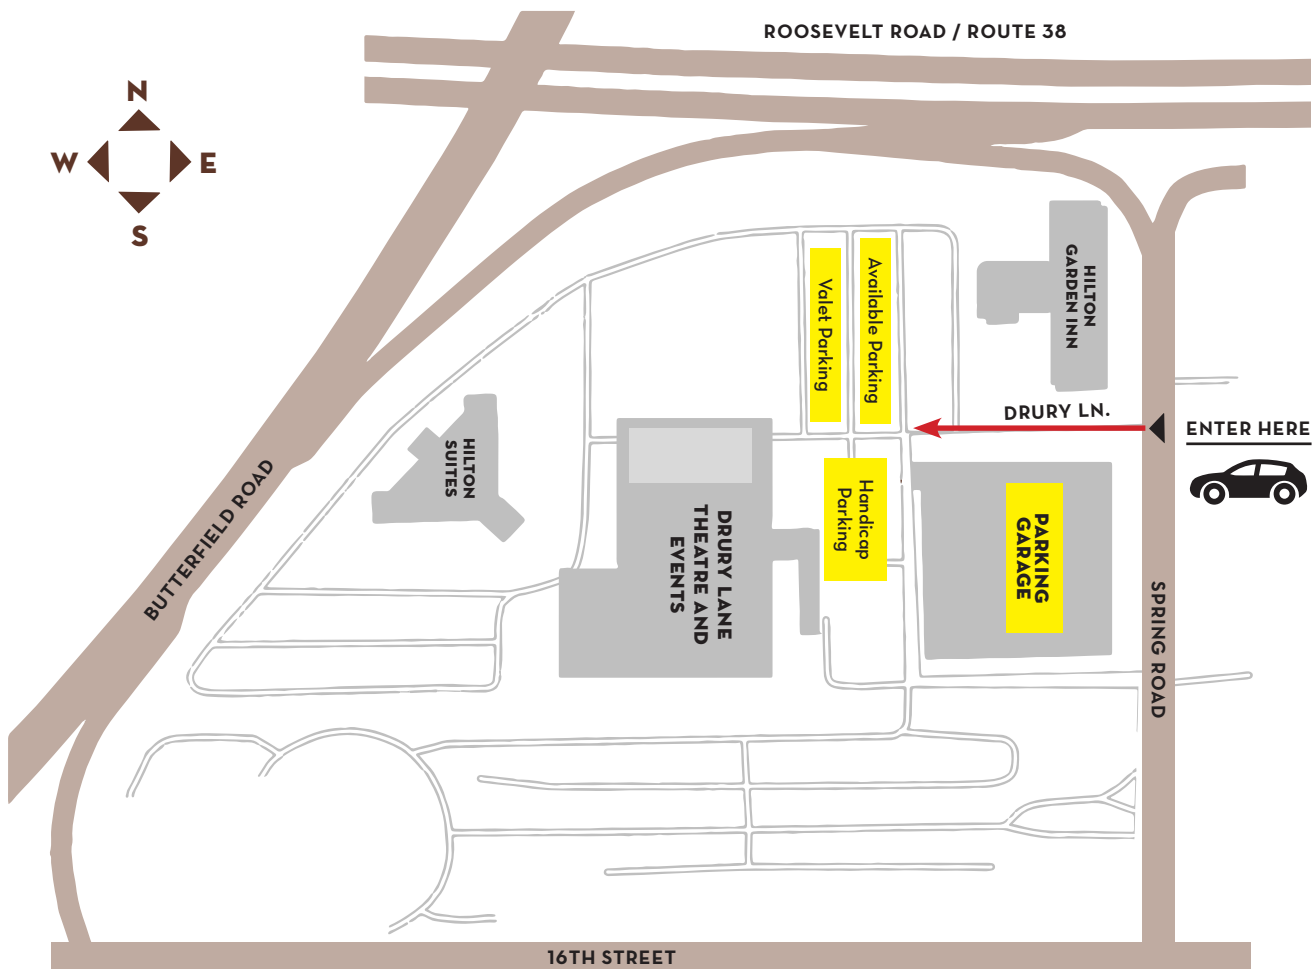 ROOSEVELT ROAD / ROUTE 38
N
W
E
S
HILTON
GARDEN INN
Available Parking
Valet Parking
DRURY LN.
ENTER HERE
HILTON
SUITES
BUTTERFIELD ROAD
DRURY LANE
THEATRE AND
EVENTS
Handicap
Parking
PARKING
GARAGE
SPRING ROAD
16TH STREET